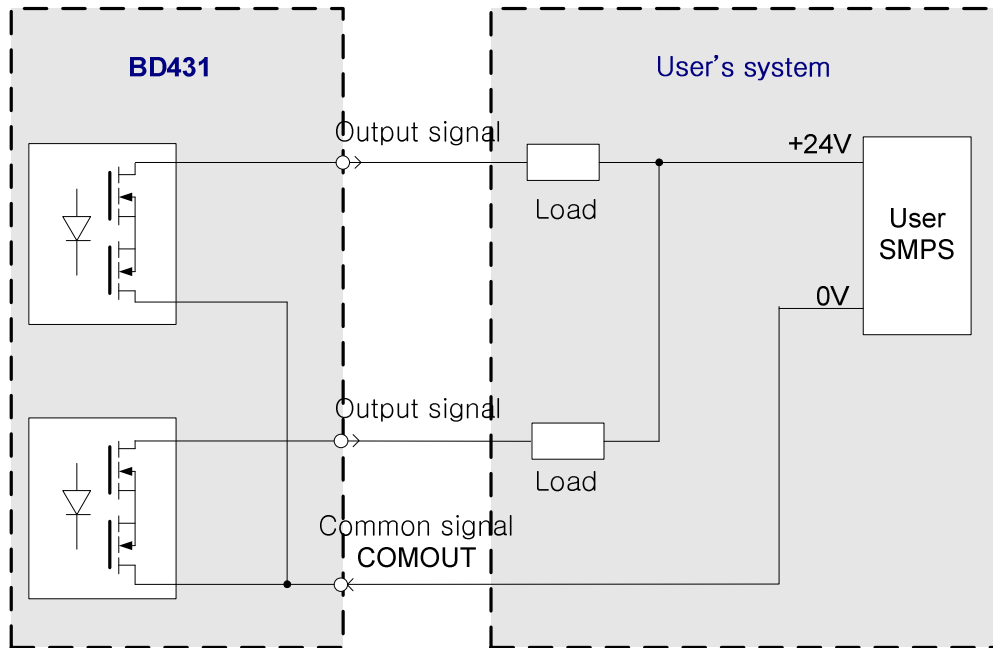 BD431
User's system
Output signal
+24V
Load
User
SMPS
0V
Output signal
Load
Common signal
COMOUT